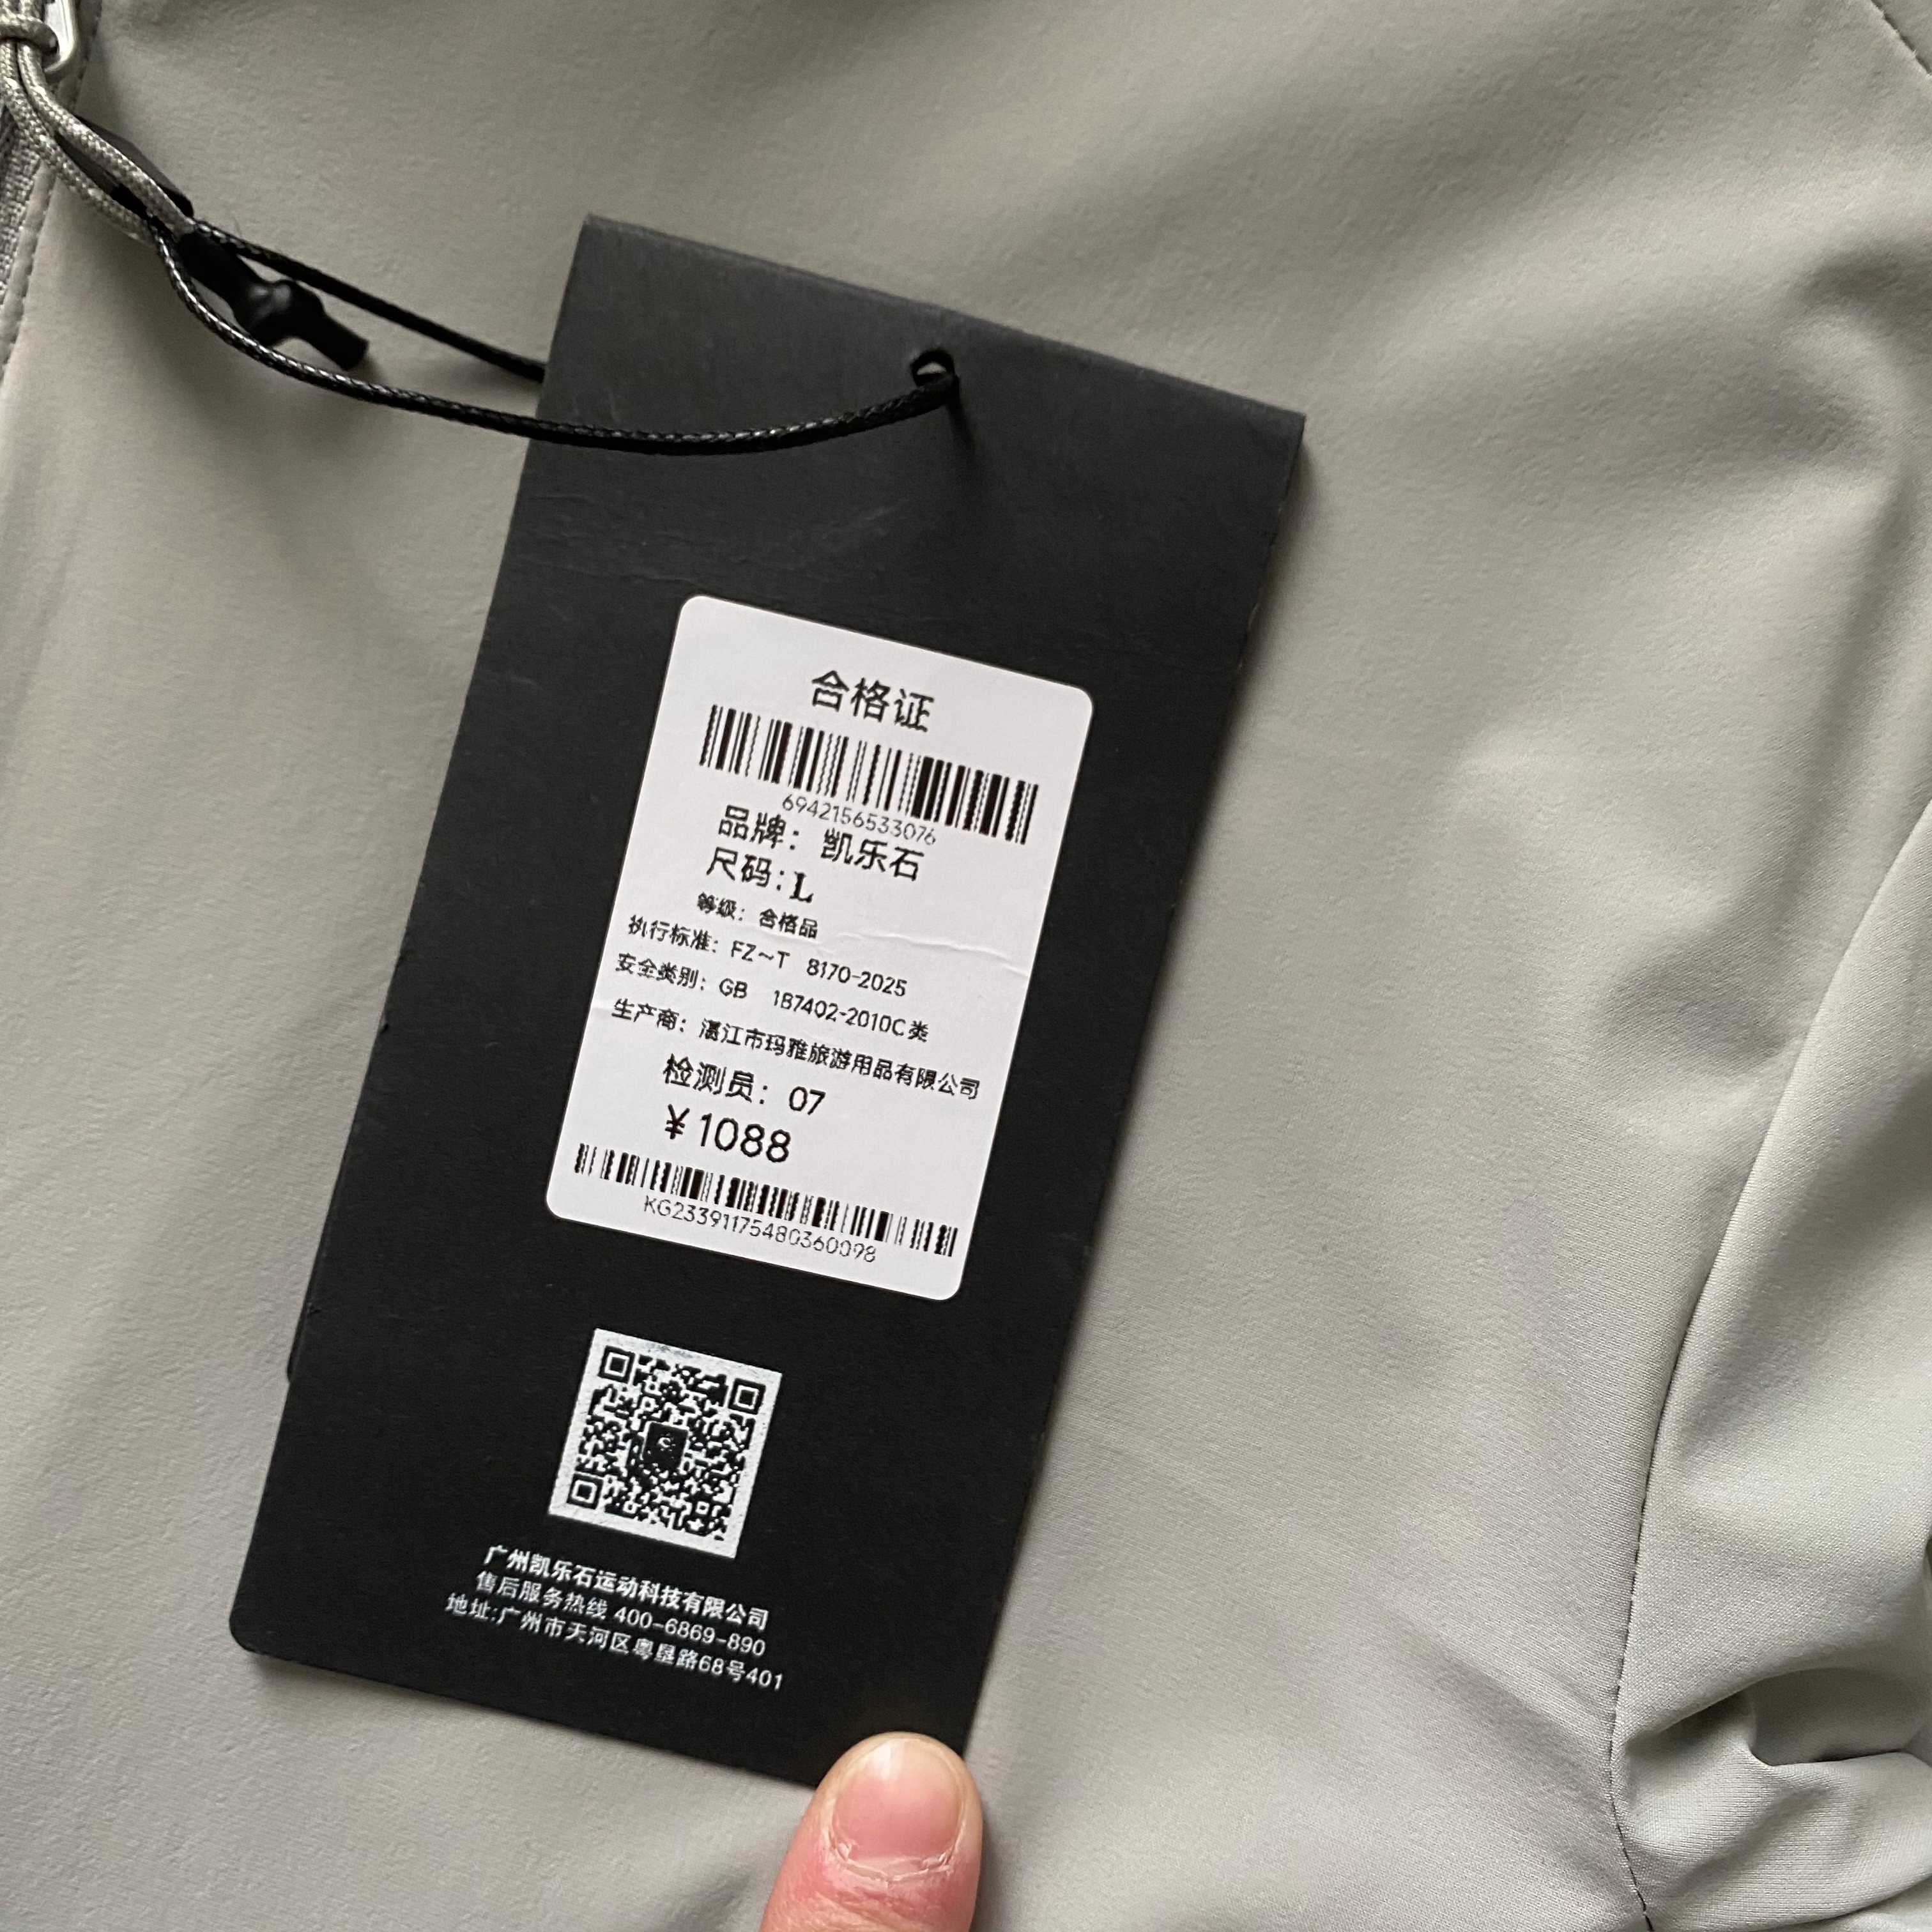 合格证
6942156533076
品牌：凯乐石
尺码:L
等级：合格品
执行标准：FZ~T 8170-2025
安全类别：GB 187402-2010C类
生产商：湛江市玛雅旅游用品有限公司
检测员：07
¥1088
KG23391175480360098
广州凯乐石运动科技有限公司
售后服务热线 400-6869-890
地址:广州市天河区粤垦路68号401